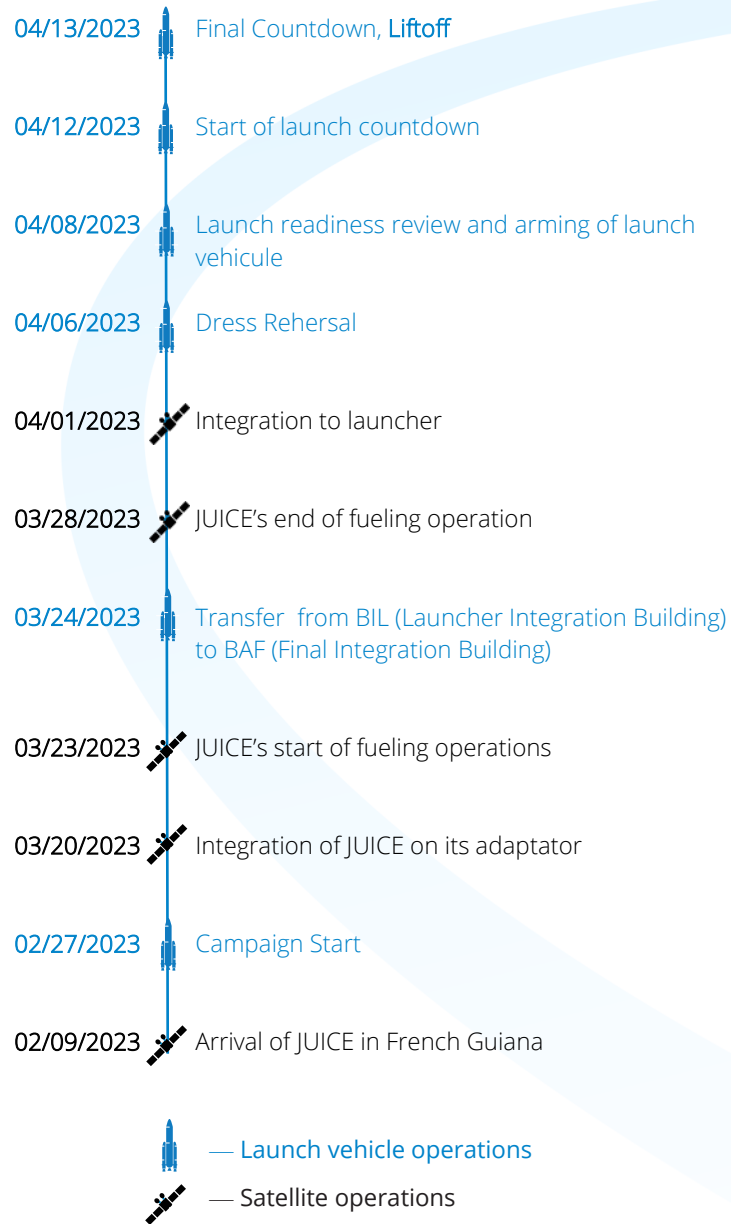 04/13/2023 Final Countdown, Liftoff
04/12/2023 Start of launch countdown
04/08/2023 Launch readiness review and arming of launch
vehicule
04/06/2023 Dress Rehersal
04/01/2023 Integration to launcher
03/28/2023 JUICE’s end of fueling operation
03/24/2023 Transfer from BIL (Launcher Integration Building)
to BAF (Final Integration Building)
03/23/2023 JUICE’s start of fueling operations
03/20/2023 Integration of JUICE on its adaptator
02/27/2023 Campaign Start
02/09/2023 Arrival of JUICE in French Guiana
— Launch vehicle operations
— Satellite operations